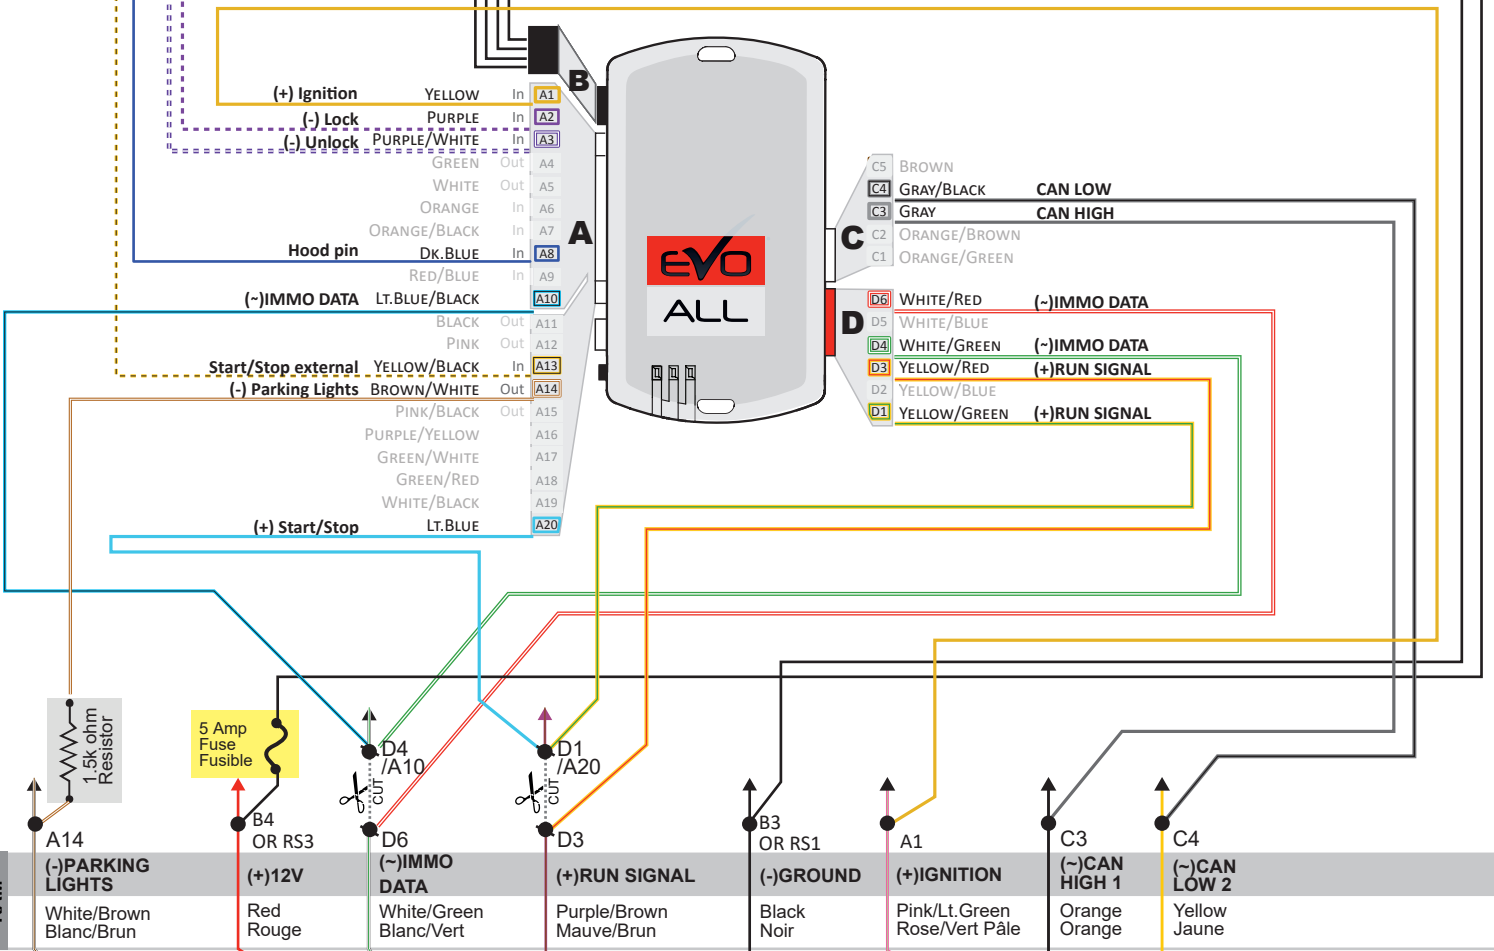 B
(+) Ignition YELLOW In A1
(-) Lock PURPLE In A2
(-) Unlock PURPLE/WHITE In A3
GREEN Out A4
WHITE Out A5
ORANGE In A6
ORANGE/BLACK In A7
A
Hood pin DK.BLUE In A8
RED/BLUE In A9
(~)IMMO DATA LT.BLUE/BLACK A10
BLACK Out A11
PINK Out A12
Start/Stop external YELLOW/BLACK In A13
(-) Parking Lights BROWN/WHITE Out A14
PINK/BLACK Out A15
PURPLE/YELLOW A16
GREEN/WHITE A17
GREEN/RED A18
WHITE/BLACK A19
(+) Start/Stop LT.BLUE A20
EVO
ALL
C5 BROWN
C4 GRAY/BLACK CAN LOW
C3 GRAY CAN HIGH
C
C2 ORANGE/BROWN
C1 ORANGE/GREEN
D6 WHITE/RED (~)IMMO DATA
D
D5 WHITE/BLUE
D4 WHITE/GREEN (~)IMMO DATA
D3 YELLOW/RED (+)RUN SIGNAL
D2 YELLOW/BLUE
D1 YELLOW/GREEN (+)RUN SIGNAL
1.5k ohm
Resistor
5 Amp
Fuse
Fusible
D4
/A10
CUT
D1
/A20
CUT
A14
B4
OR RS3
D6
D3
B3
OR RS1
A1
C3
C4
(-)PARKING
LIGHTS
(+)12V
(~)IMMO
DATA
(+)RUN SIGNAL
(-)GROUND
(+)IGNITION
(~)CAN
HIGH 1
(~)CAN
LOW 2
White/Brown
Blanc/Brun
Red
Rouge
White/Green
Blanc/Vert
Purple/Brown
Mauve/Brun
Black
Noir
Pink/Lt.Green
Rose/Vert Pâle
Orange
Orange
Yellow
Jaune